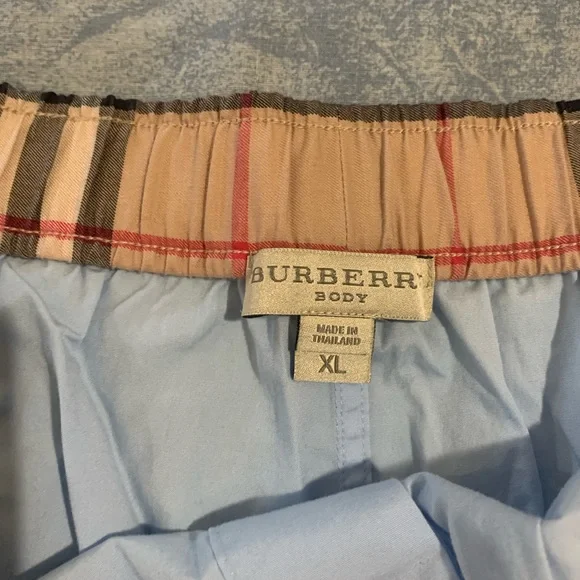 BURBERRY
BODY
MADE IN
THAILAND
XL